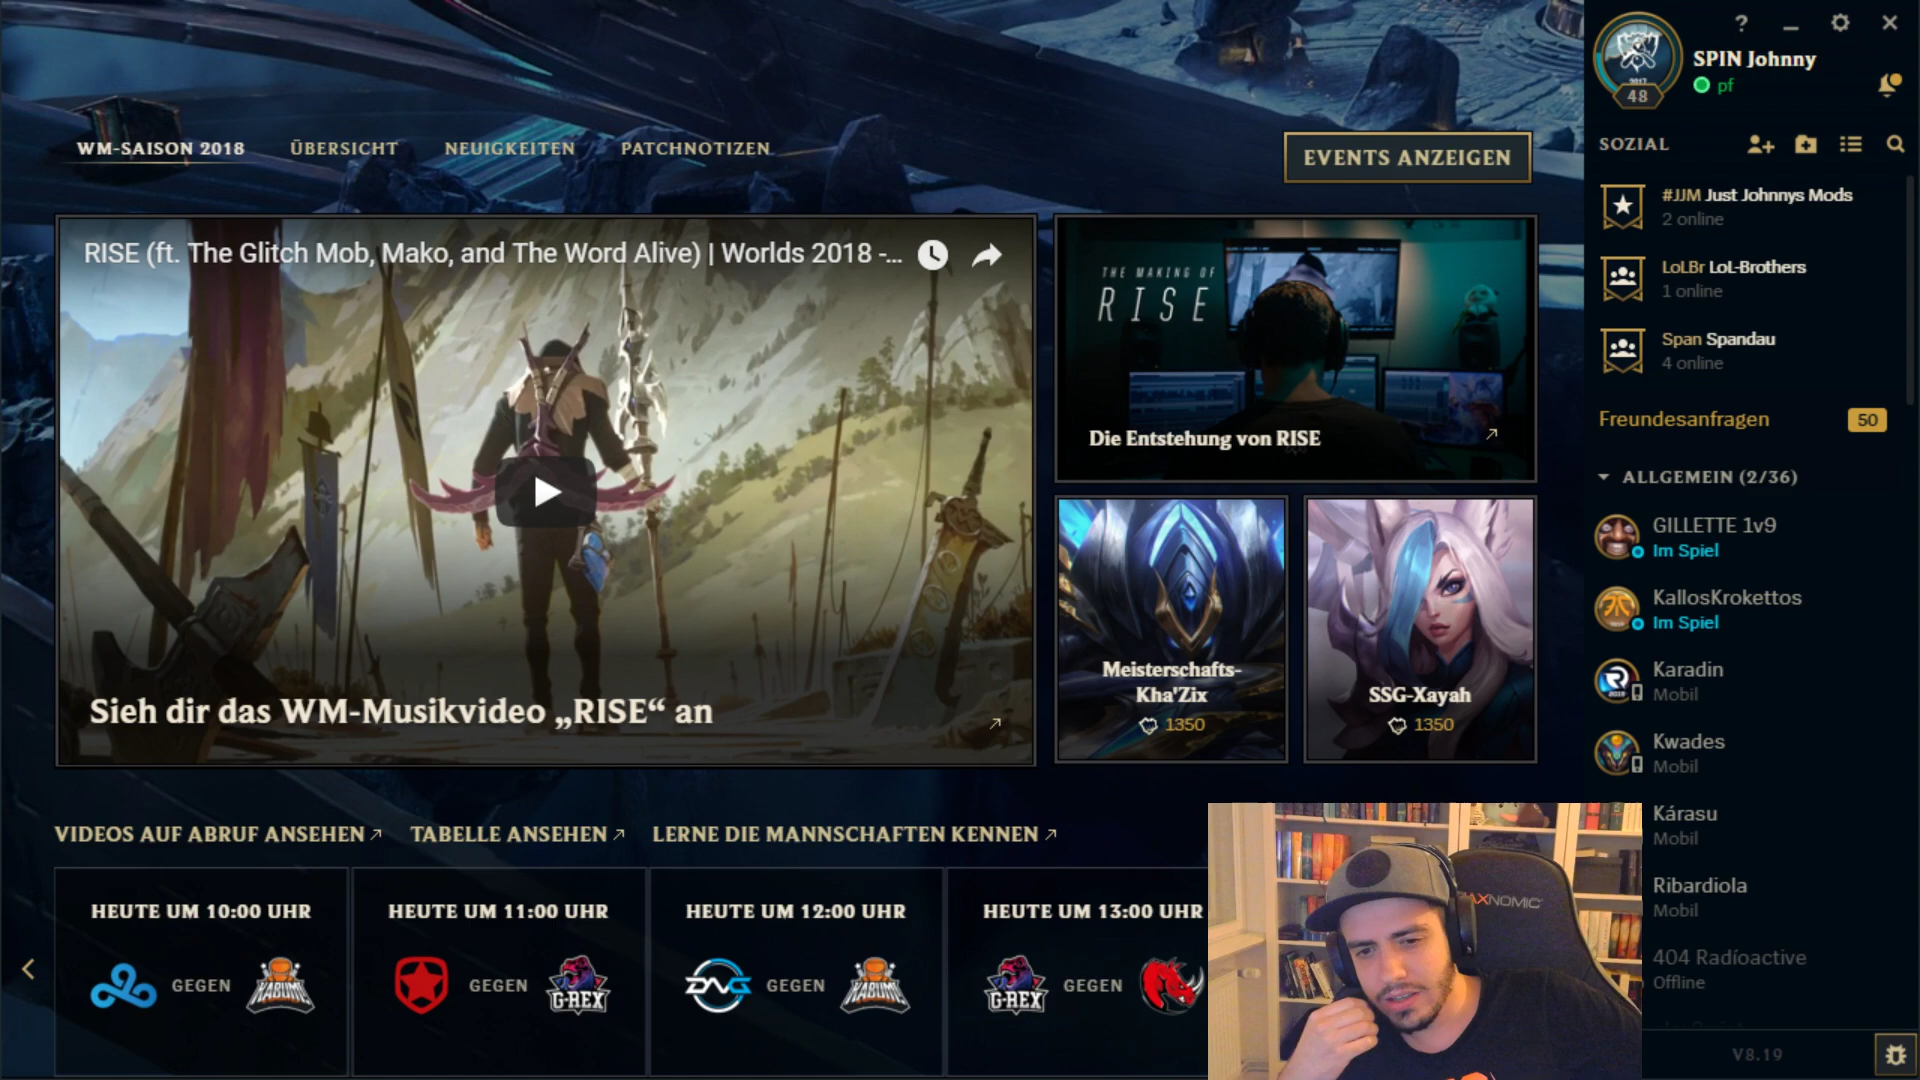 SPIN Johnny
pf
2017
48
WM-SAISON 2018
ÜBERSICHT
NEUIGKEITEN
PATCHNOTIZEN
EVENTS ANZEIGEN
SOZIAL
RISE (ft. The Glitch Mob, Mako, and The Word Alive) | Worlds 2018 -...
Sieh dir das WM-Musikvideo „RISE“ an
THE MAKING OF
RISE
Die Entstehung von RISE
Meisterschafts-
Kha'Zix
1350
SSG-Xayah
1350
#JJM Just Johnnys Mods
2 online
LoLBr LoL-Brothers
1 online
Span Spandau
4 online
Freundesanfragen
50
ALLGEMEIN (2/36)
GILLETTE 1v9
Im Spiel
KallosKrokettos
Im Spiel
Karadin
Mobil
Kwades
Mobil
Kárasu
Mobil
Ribardiola
Mobil
404 Radíoactive
Offline
VIDEOS AUF ABRUF ANSEHEN
TABELLE ANSEHEN
LERNE DIE MANNSCHAFTEN KENNEN
HEUTE UM 10:00 UHR
GEGEN
KABUM!
HEUTE UM 11:00 UHR
GEGEN
G-REX
HEUTE UM 12:00 UHR
DNG
GEGEN
KABUM!
HEUTE UM 13:00 UHR
G-REX
GEGEN
AXNOMIC
V8.19